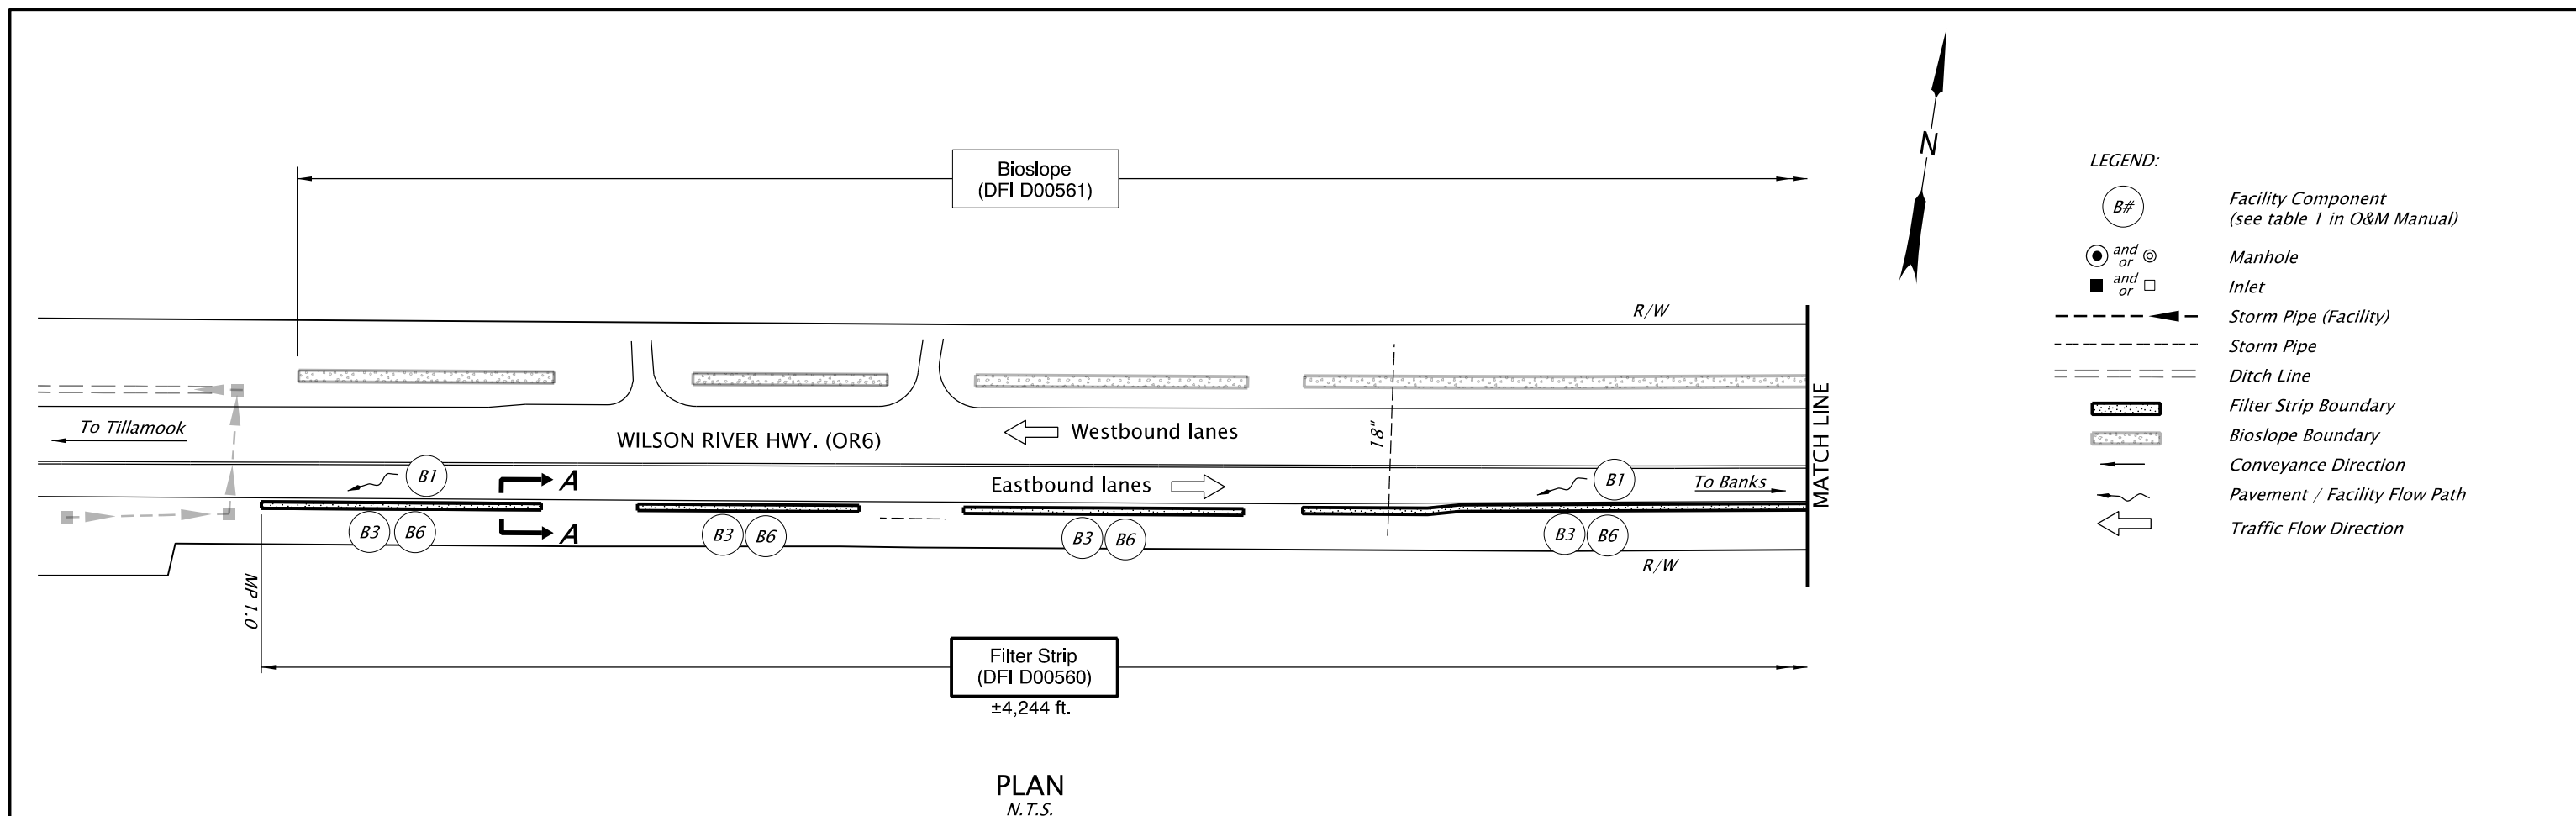 Bioslope
(DFI D00561)
N
R/W
To Tillamook
WILSON RIVER HWY. (OR6)
Westbound lanes
18"
MATCH LINE
B1
A
Eastbound lanes
B1
To Banks
B3
B6
A
B3
B6
B3
B6
B3
B6
R/W
MP 1.0
Filter Strip
(DFI D00560)
±4,244 ft.
PLAN
N.T.S.
LEGEND:
B#
Facility Component
(see table 1 in O&M Manual)
and
or
Manhole
and
or
Inlet
Storm Pipe (Facility)
Storm Pipe
Ditch Line
Filter Strip Boundary
Bioslope Boundary
Conveyance Direction
Pavement / Facility Flow Path
Traffic Flow Direction